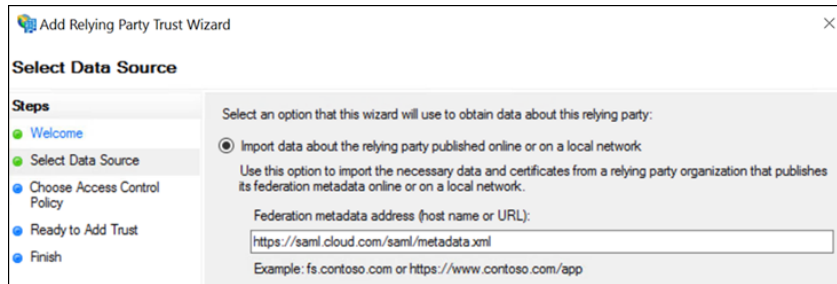 Add Relying Party Trust Wizard
Select Data Source
Steps
Welcome
Select Data Source
Choose Access Control
Policy
Ready to Add Trust
Finish
Select an option that this wizard will use to obtain data about this relying party:
Import data about the relying party published online or on a local network
Use this option to import the necessary data and certificates from a relying party organization that publishes
its federation metadata online or on a local network.
Federation metadata address (host name or URL):
https://saml.cloud.com/saml/metadata.xml
Example: fs.contoso.com or https://www.contoso.com/app